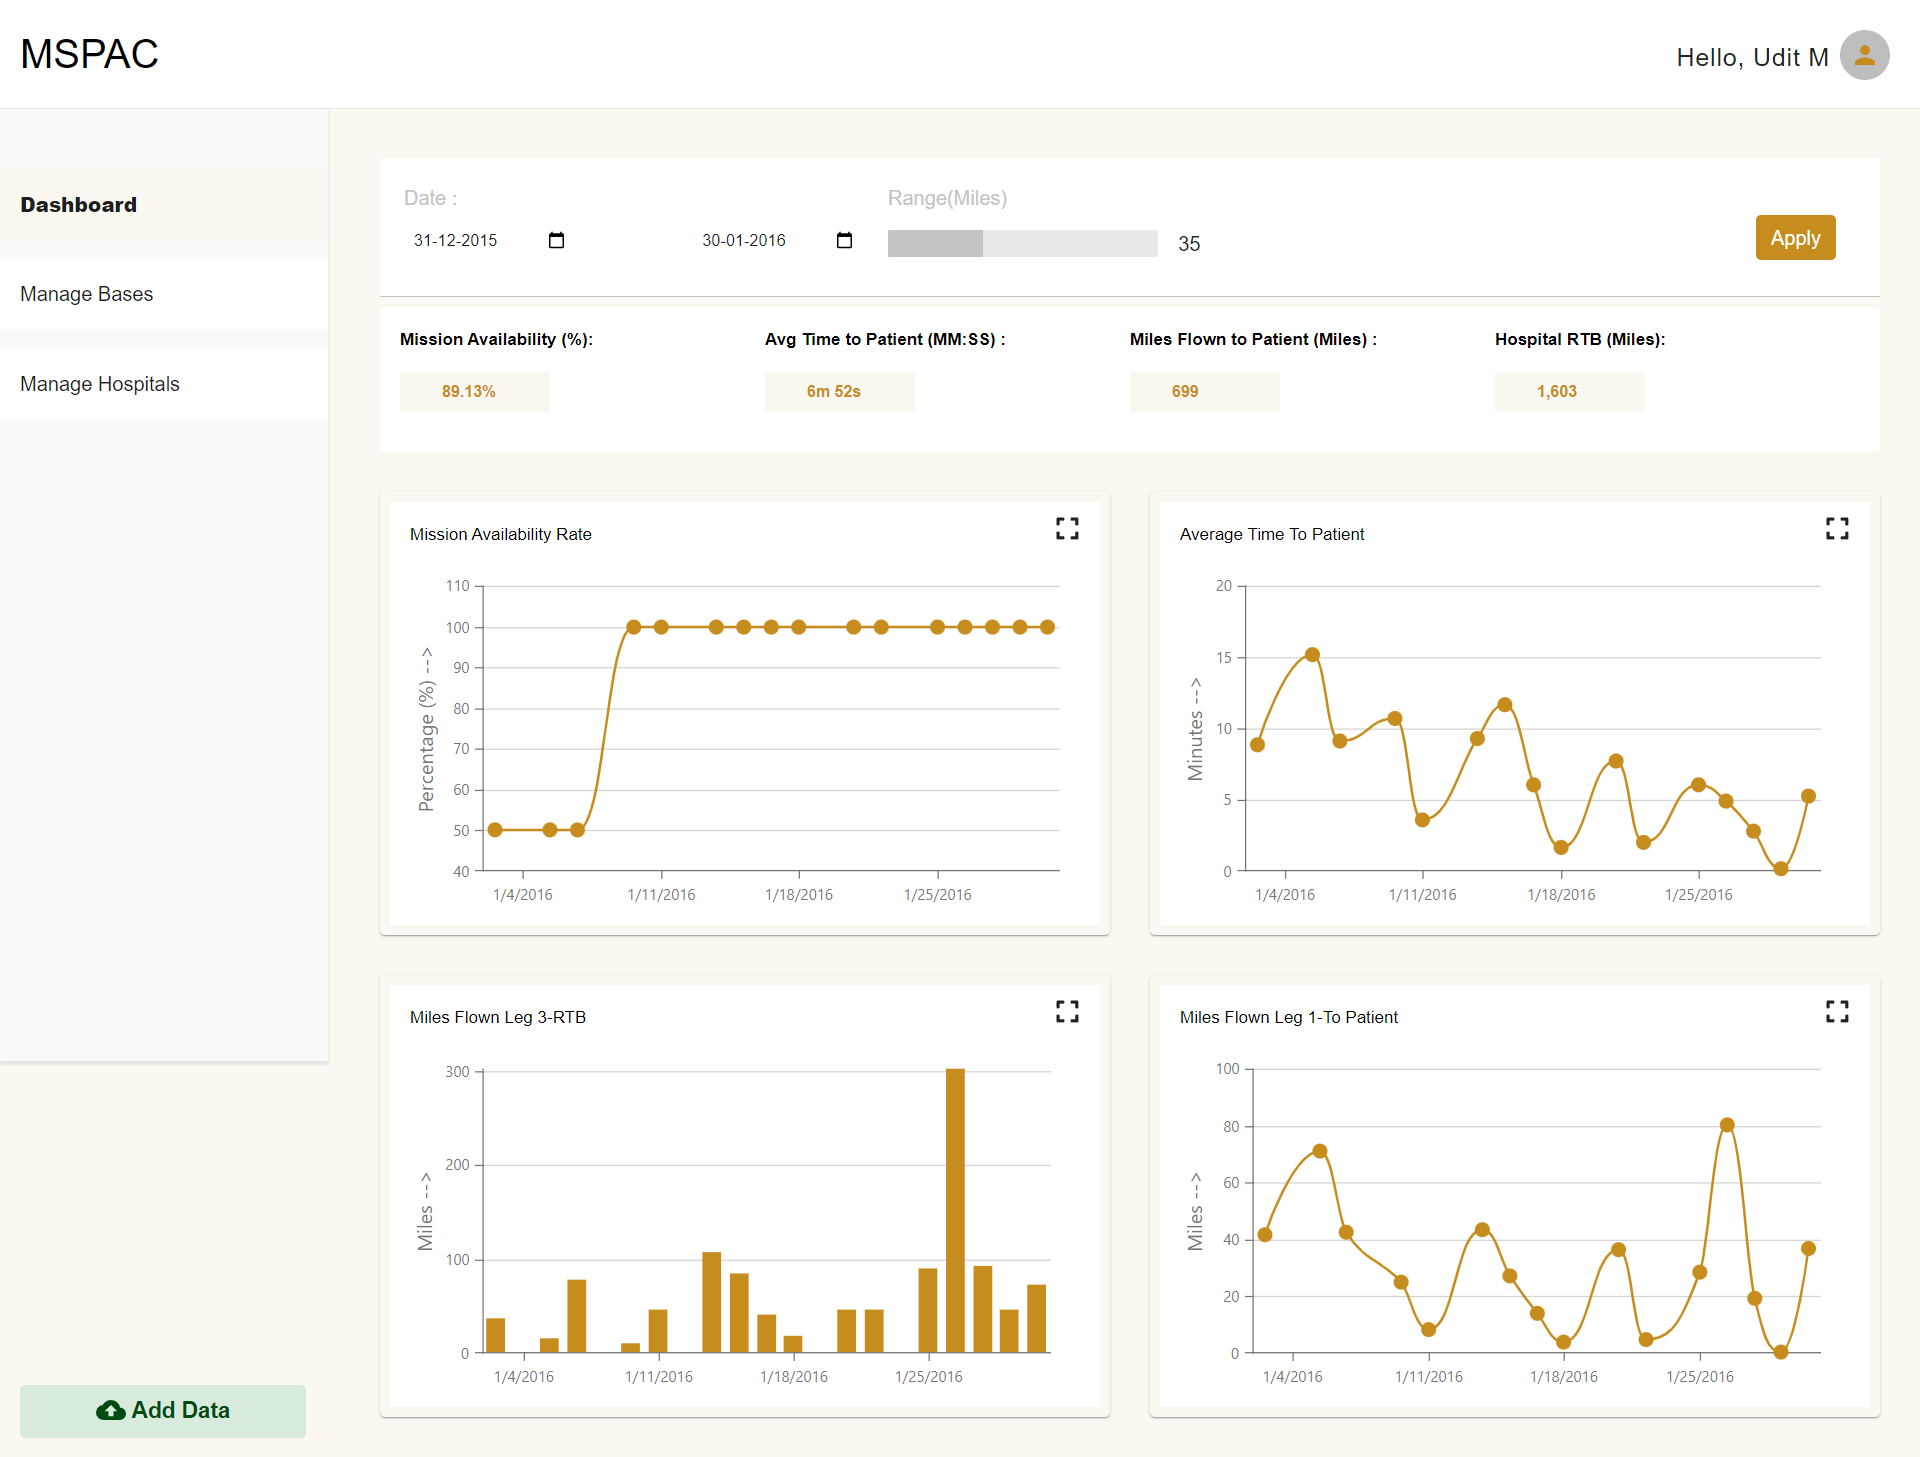 MSPAC
Hello, Udit M
Dashboard
Manage Bases
Manage Hospitals
Add Data
Date :
31-12-2015
30-01-2016
Range(Miles)
35
Apply
Mission Availability (%):
89.13%
Avg Time to Patient (MM:SS) :
6m 52s
Miles Flown to Patient (Miles) :
699
Hospital RTB (Miles):
1,603
Mission Availability Rate
Percentage (%) -->
110
100
90
80
70
60
50
40
1/4/2016
1/11/2016
1/18/2016
1/25/2016
Average Time To Patient
Minutes -->
20
15
10
5
0
1/4/2016
1/11/2016
1/18/2016
1/25/2016
Miles Flown Leg 3-RTB
Miles -->
300
200
100
0
1/4/2016
1/11/2016
1/18/2016
1/25/2016
Miles Flown Leg 1-To Patient
Miles -->
100
80
60
40
20
0
1/4/2016
1/11/2016
1/18/2016
1/25/2016